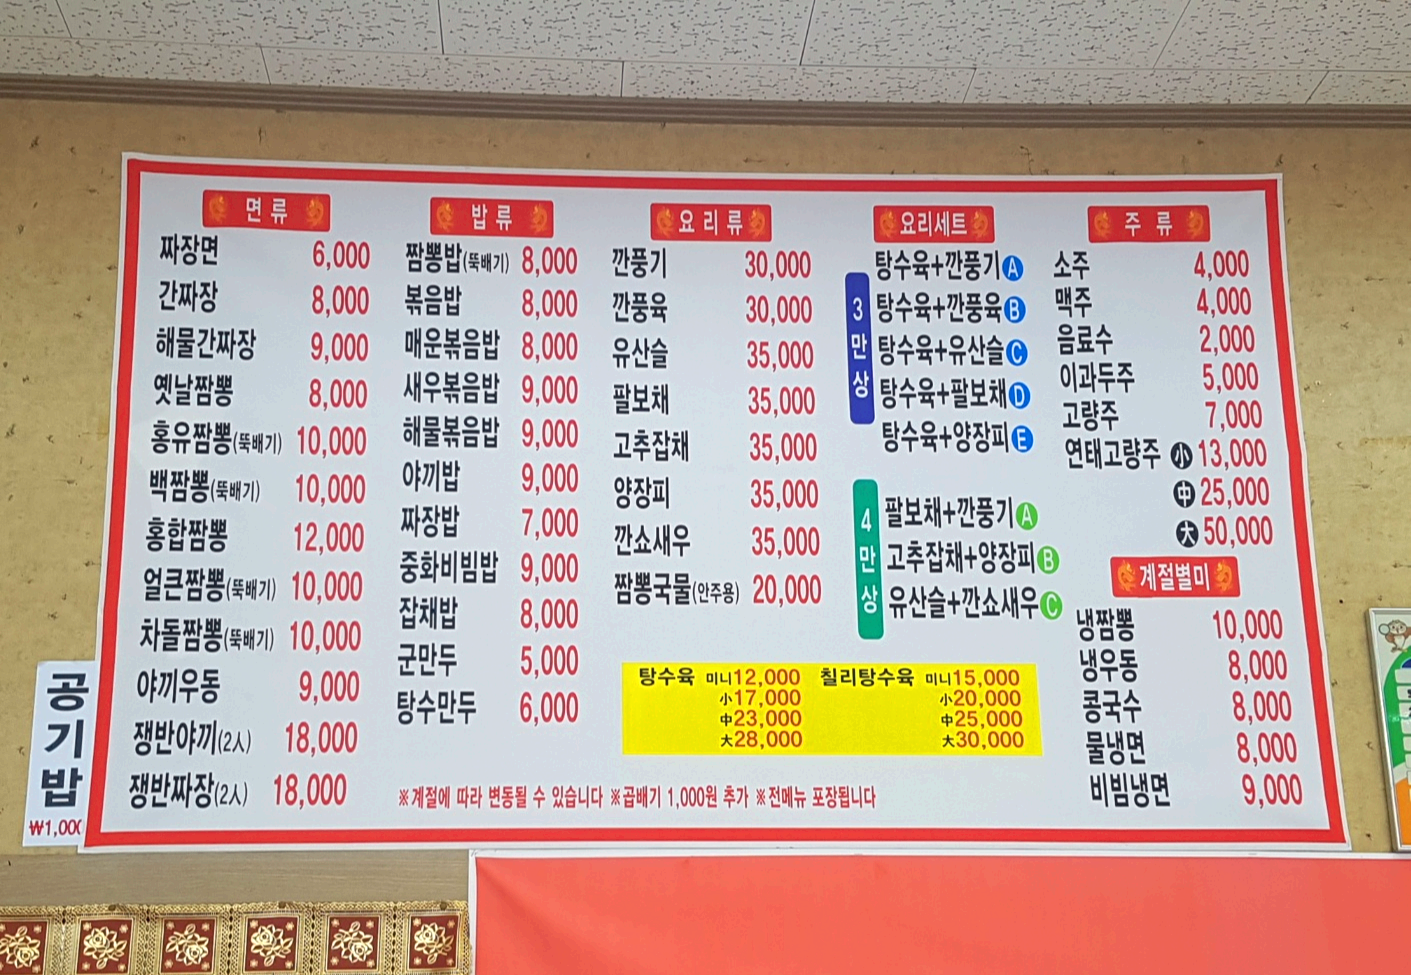 면류
짜장면 6,000
간짜장 8,000
해물간짜장 9,000
옛날짬뽕 8,000
홍유짬뽕(뚝배기) 10,000
백짬뽕(뚝배기) 10,000
홍합짬뽕 12,000
얼큰짬뽕(뚝배기) 10,000
차돌짬뽕(뚝배기) 10,000
야끼우동 9,000
쟁반야끼(2人) 18,000
쟁반짜장(2人) 18,000
밥류
짬뽕밥(뚝배기) 8,000
볶음밥 8,000
매운볶음밥 8,000
새우볶음밥 9,000
해물볶음밥 9,000
야끼밥 9,000
짜장밥 7,000
중화비빔밥 9,000
잡채밥 8,000
군만두 5,000
탕수만두 6,000
요리류
깐풍기 30,000
깐풍육 30,000
유산슬 35,000
팔보채 35,000
고추잡채 35,000
양장피 35,000
깐쇼새우 35,000
짬뽕국물(안주용) 20,000
요리세트
3만상
탕수육+깐풍기 A
탕수육+깐풍육 B
탕수육+유산슬 C
탕수육+팔보채 D
탕수육+양장피 E
4만상
팔보채+깐풍기 A
고추잡채+양장피 B
유산슬+깐쇼새우 C
탕수육 미니12,000
小17,000
中23,000
大28,000
칠리탕수육 미니15,000
小20,000
中25,000
大30,000
주류
소주 4,000
맥주 4,000
음료수 2,000
이과두주 5,000
고량주 7,000
연태고량주 小 13,000
中 25,000
大 50,000
계절별미
냉짬뽕 10,000
냉우동 8,000
콩국수 8,000
물냉면 8,000
비빔냉면 9,000
※계절에 따라 변동될 수 있습니다 ※곱배기 1,000원 추가 ※전메뉴 포장됩니다
공기밥
₩1,00